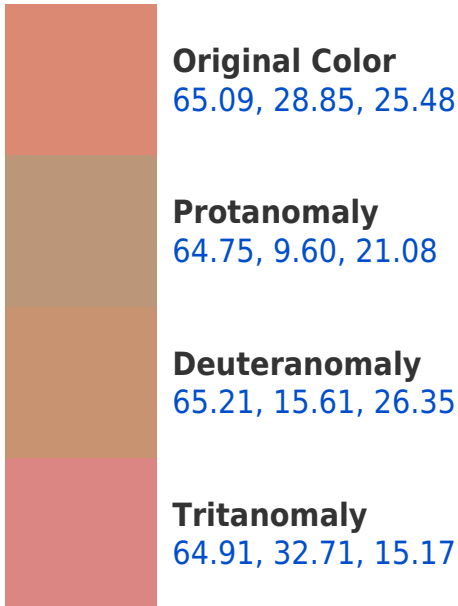 Original Color
65.09, 28.85, 25.48
Protanomaly
64.75, 9.60, 21.08
Deuteranomaly
65.21, 15.61, 26.35
Tritanomaly
64.91, 32.71, 15.17